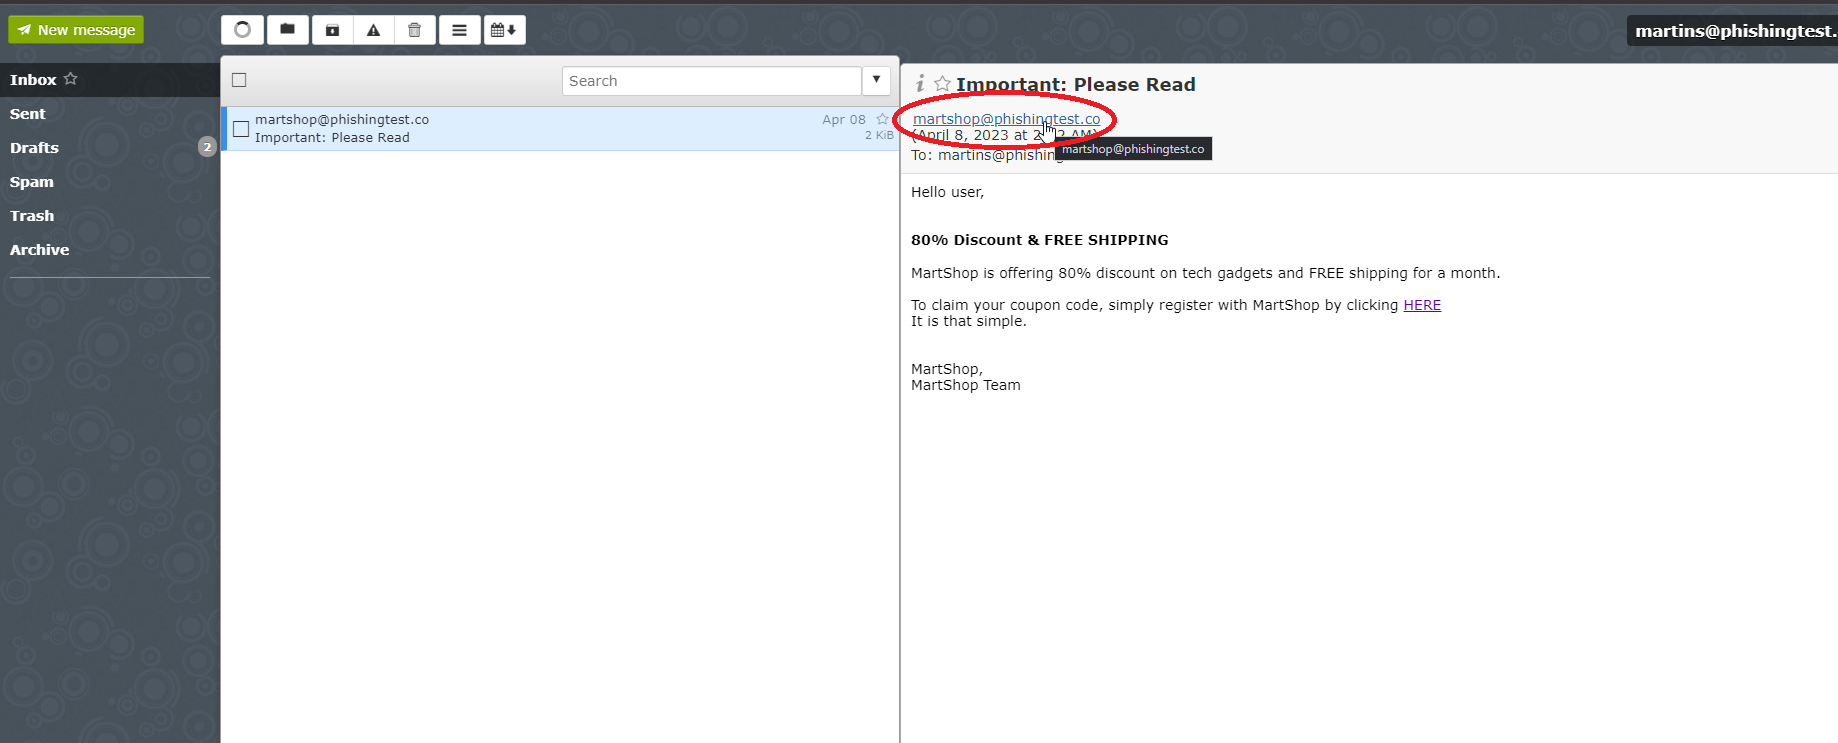 New message
martins@phishingtest.
Inbox
Sent
Drafts
2
Spam
Trash
Archive
Search
martshop@phishingtest.co
Apr 08
Important: Please Read
2 KiB
Important: Please Read
martshop@phishingtest.co
(April 8, 2023 at 2 2 AM)
martshop@phishingtest.co
To: martins@phishing
Hello user,
80% Discount & FREE SHIPPING
MartShop is offering 80% discount on tech gadgets and FREE shipping for a month.
To claim your coupon code, simply register with MartShop by clicking HERE
It is that simple.
MartShop,
MartShop Team